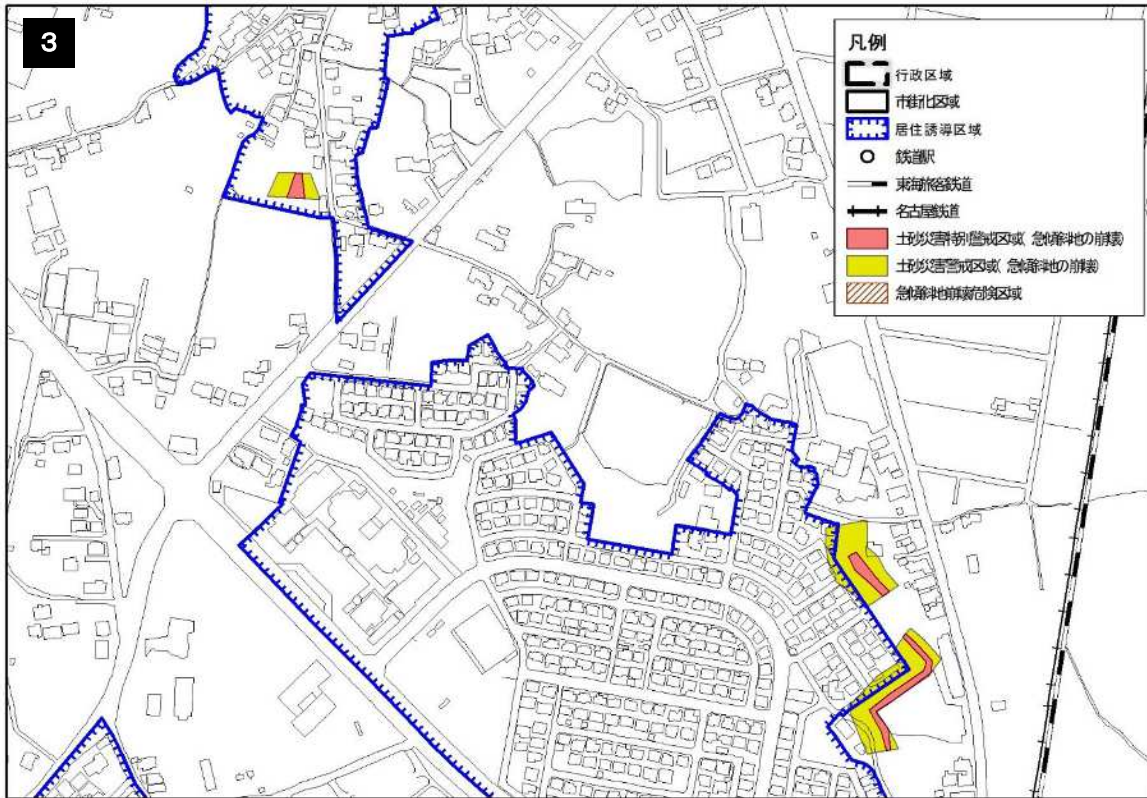 3
凡例
行政区域
市街化区域
居住誘導区域
鉄道駅
東海旅客鉄道
名古屋鉄道
土砂災害特別警戒区域(急傾斜地の崩壊)
土砂災害警戒区域(急傾斜地の崩壊)
急傾斜地崩壊危険区域